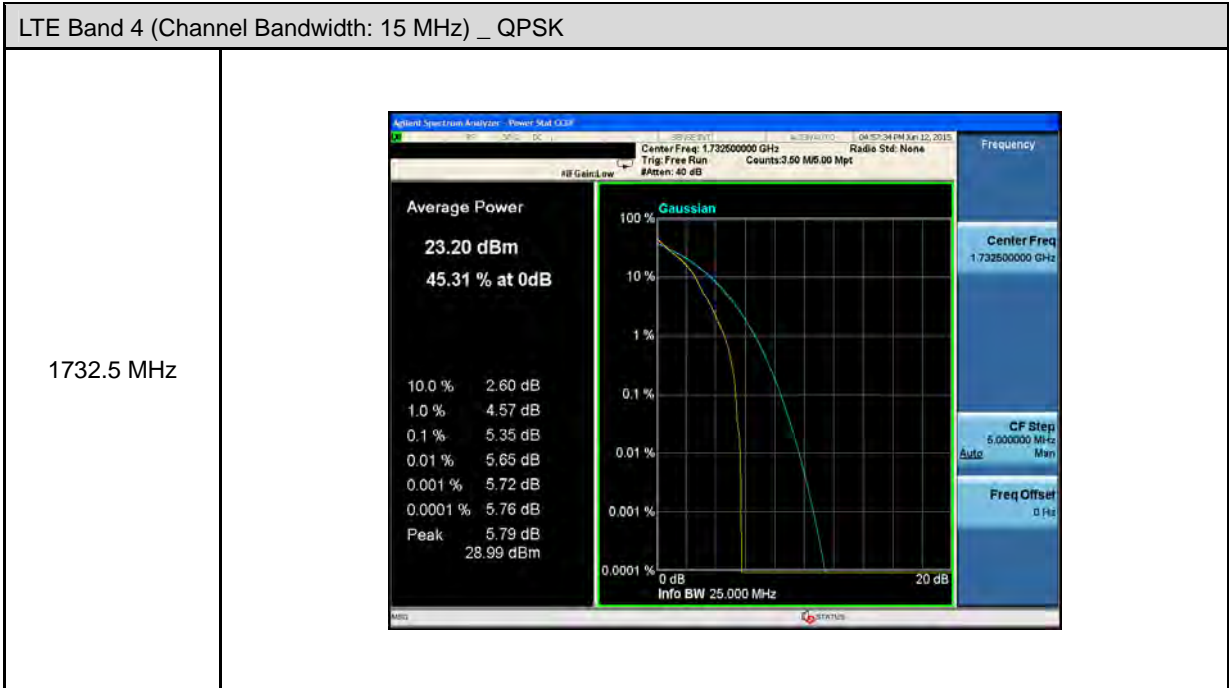 LTE Band 4 (Channel Bandwidth: 15 MHz) _ QPSK
1732.5 MHz
Agilent Spectrum Analyzer - Power Stat CCDF
SENSE:INT
04:57:34 PM Jun 12, 2015
Center Freq: 1.732500000 GHz
Radio Std: None
Trig: Free Run
Counts:3.50 M/5.00 Mpt
#IFGain:Low
#Atten: 40 dB
Frequency
Average Power
23.20 dBm
45.31 % at 0dB
10.0 % 2.60 dB
1.0 % 4.57 dB
0.1 % 5.35 dB
0.01 % 5.65 dB
0.001 % 5.72 dB
0.0001 % 5.76 dB
Peak 5.79 dB
28.99 dBm
Gaussian
100 %
10 %
1 %
0.1 %
0.01 %
0.001 %
0.0001 %
0 dB
20 dB
Info BW 25.000 MHz
Center Freq
1.732500000 GHz
CF Step
5.000000 MHz
Auto Man
Freq Offset
0 Hz
MSG
STATUS